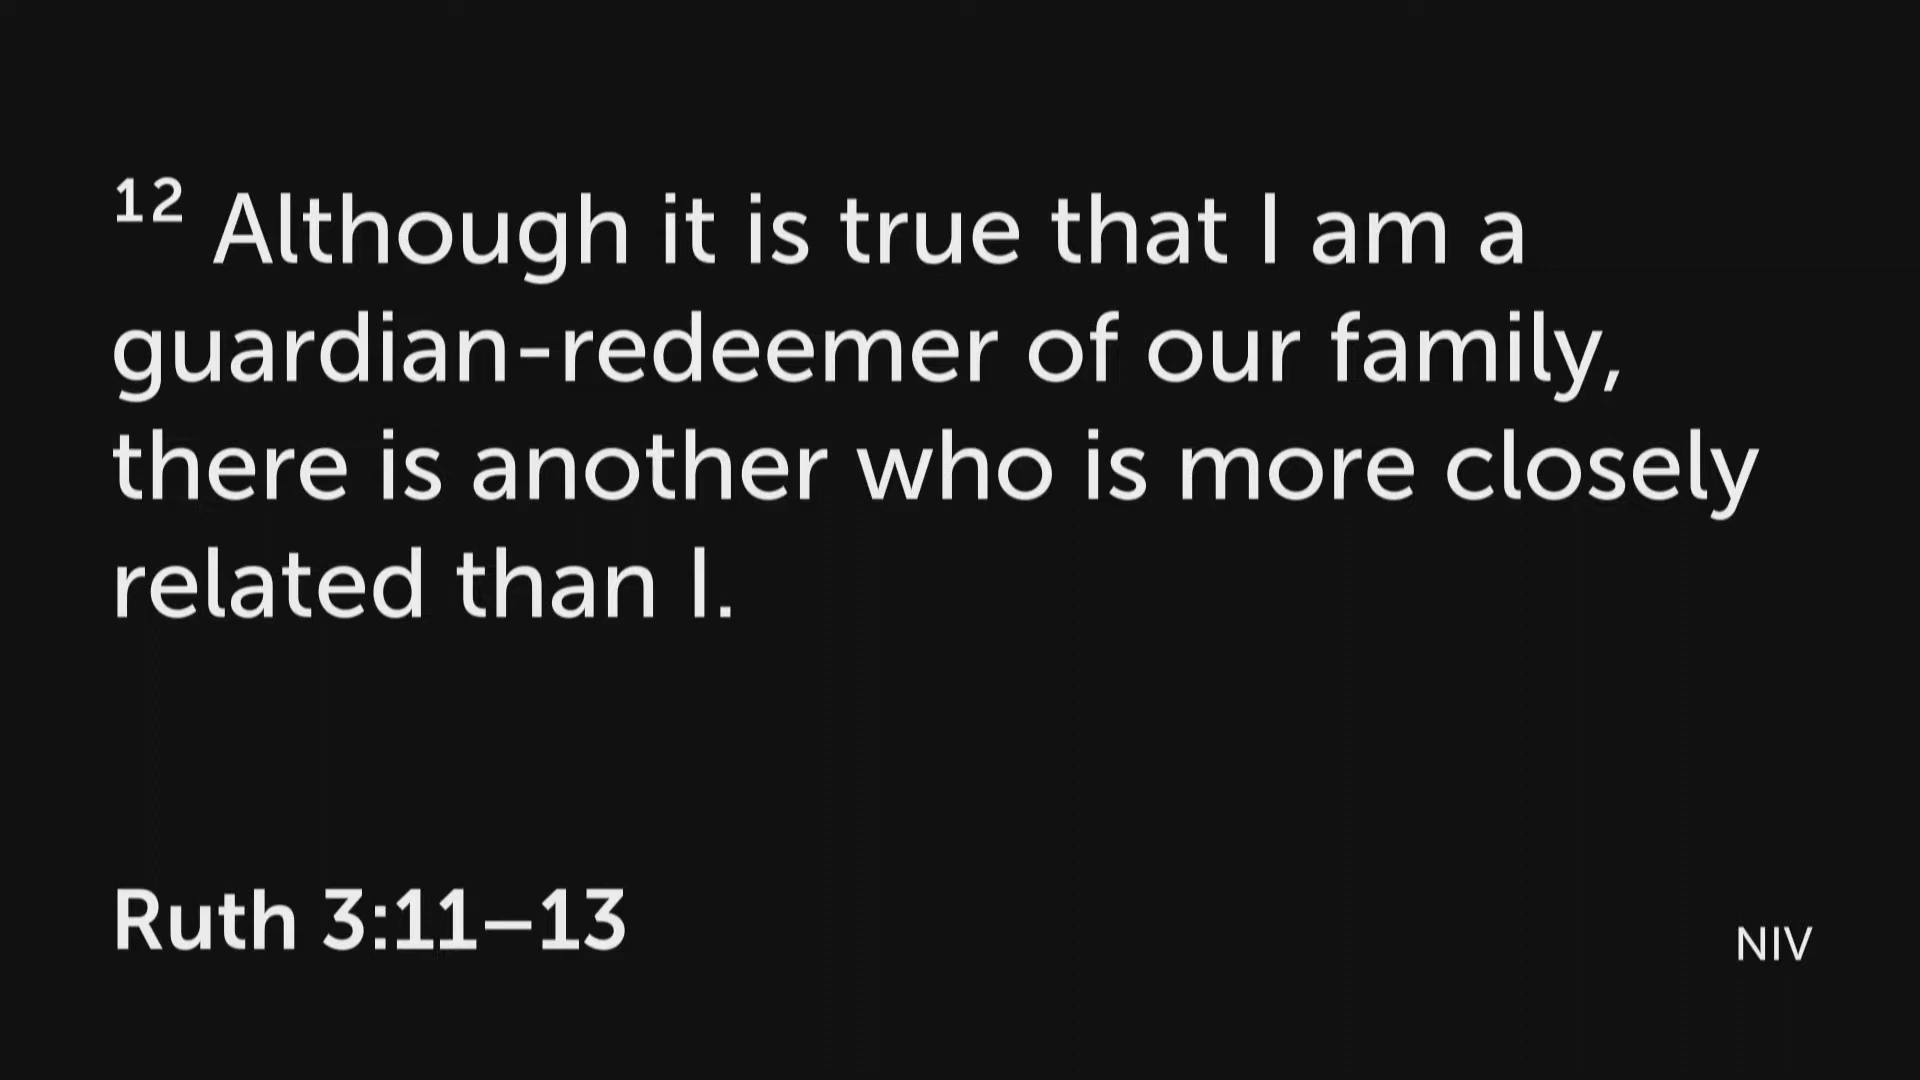 12 Although it is true that I am a
guardian-redeemer of our family,
there is another who is more closely
related than I.
Ruth 3:11–13
NIV